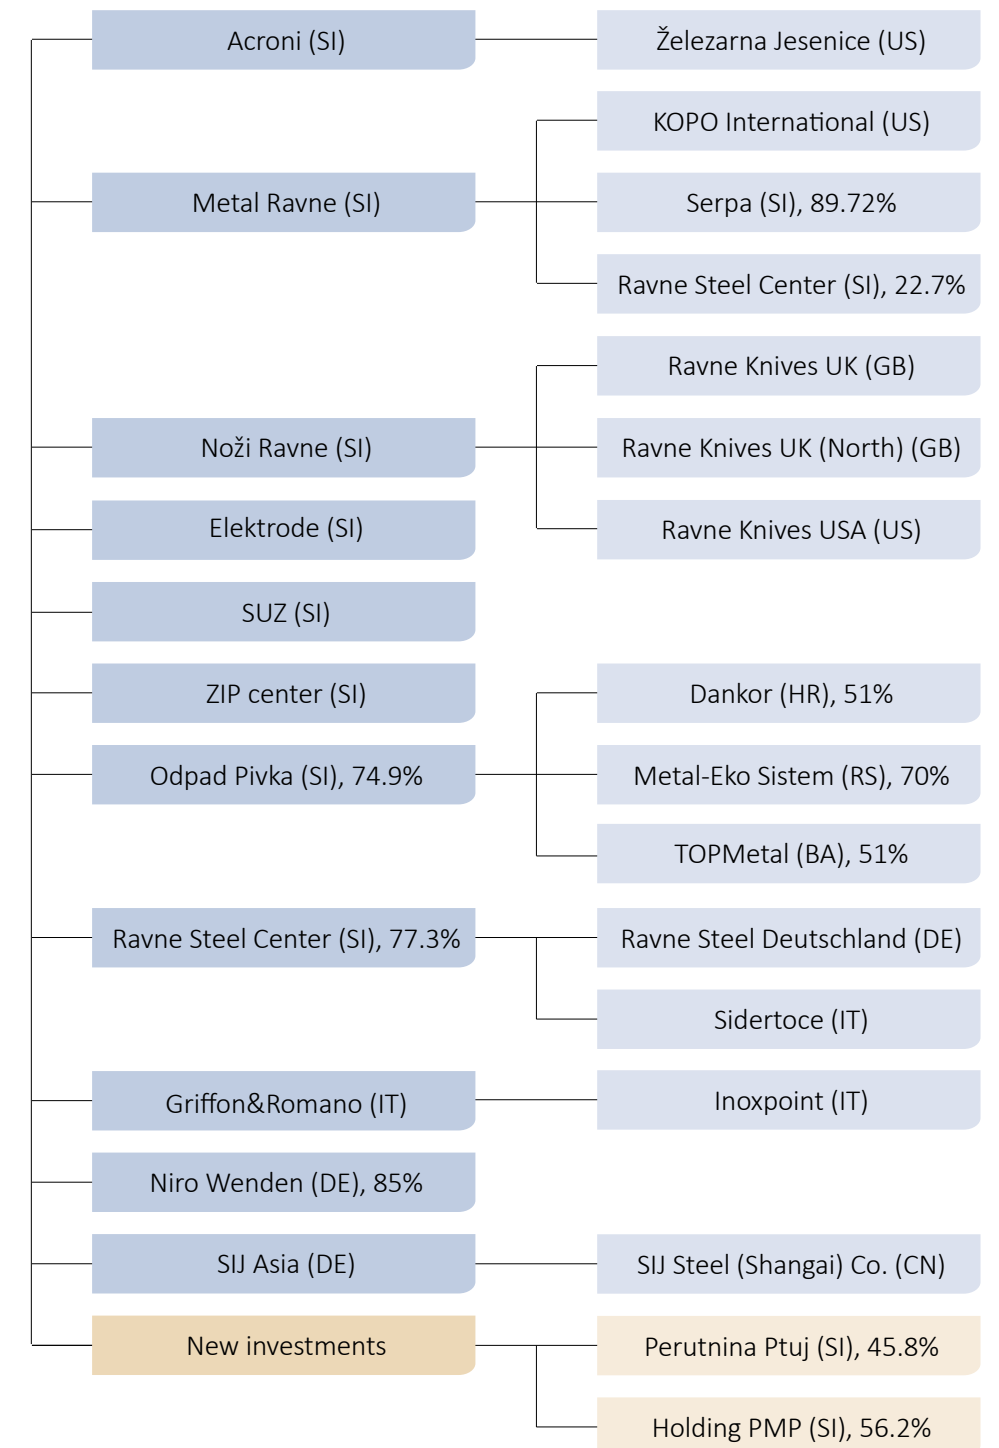 Acroni (SI)
Železarna Jesenice (US)
KOPO International (US)
Metal Ravne (SI)
Serpa (SI), 89.72%
Ravne Steel Center (SI), 22.7%
Ravne Knives UK (GB)
Noži Ravne (SI)
Ravne Knives UK (North) (GB)
Elektrode (SI)
Ravne Knives USA (US)
SUZ (SI)
ZIP center (SI)
Dankor (HR), 51%
Odpad Pivka (SI), 74.9%
Metal-Eko Sistem (RS), 70%
TOPMetal (BA), 51%
Ravne Steel Center (SI), 77.3%
Ravne Steel Deutschland (DE)
Sidertoce (IT)
Griffon&Romano (IT)
Inoxpoint (IT)
Niro Wenden (DE), 85%
SIJ Asia (DE)
SIJ Steel (Shangai) Co. (CN)
New investments
Perutnina Ptuj (SI), 45.8%
Holding PMP (SI), 56.2%